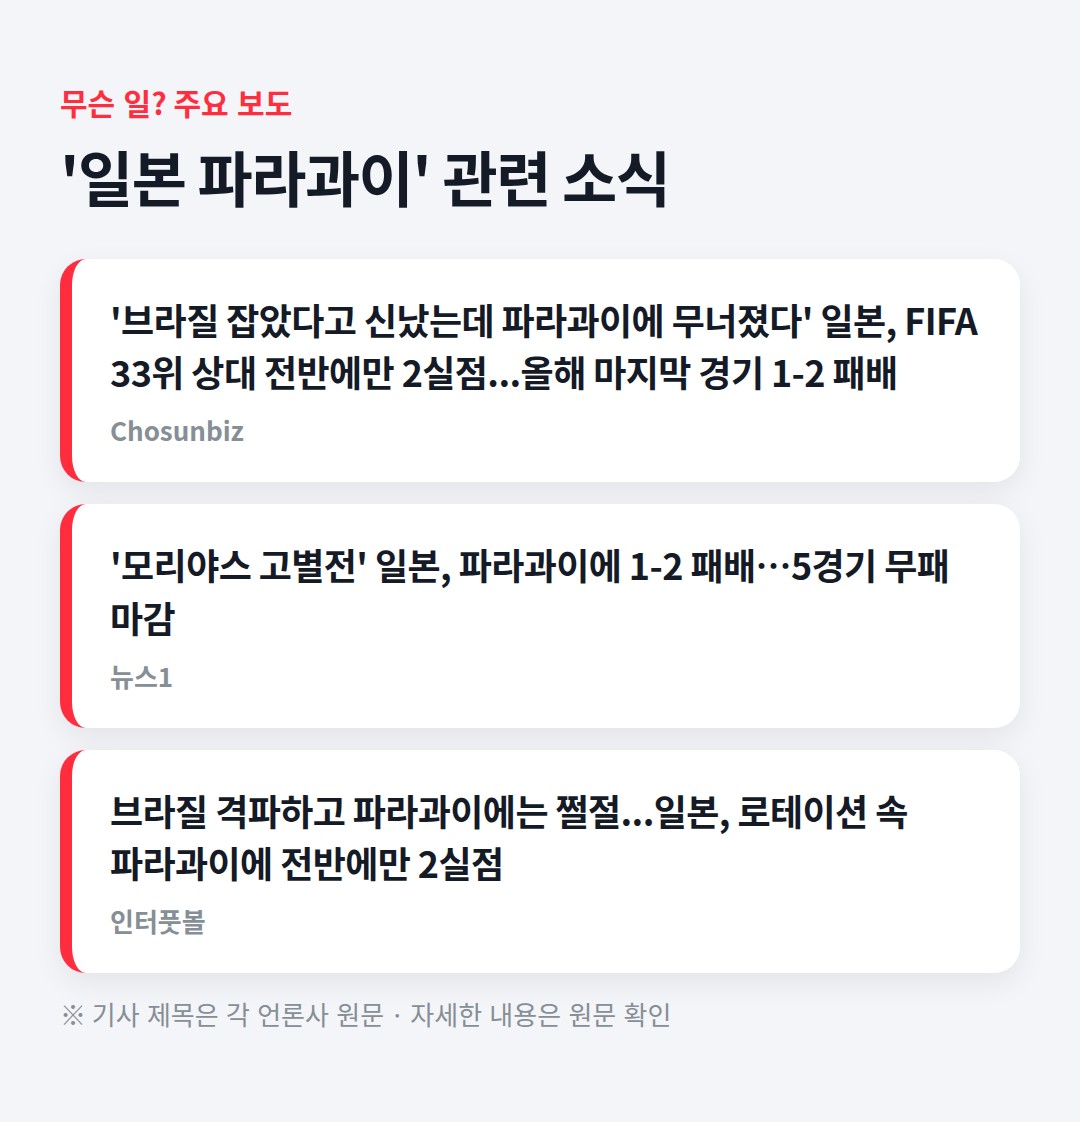 무슨 일? 주요 보도
'일본 파라과이' 관련 소식
'브라질 잡았다고 신났는데 파라과이에 무너졌다' 일본, FIFA
33위 상대 전반에만 2실점...올해 마지막 경기 1-2 패배
Chosunbiz
'모리야스 고별전' 일본, 파라과이에 1-2 패배…5경기 무패
마감
뉴스1
브라질 격파하고 파라과이에는 쩔절...일본, 로테이션 속
파라과이에 전반에만 2실점
인터풋볼
※ 기사 제목은 각 언론사 원문 · 자세한 내용은 원문 확인